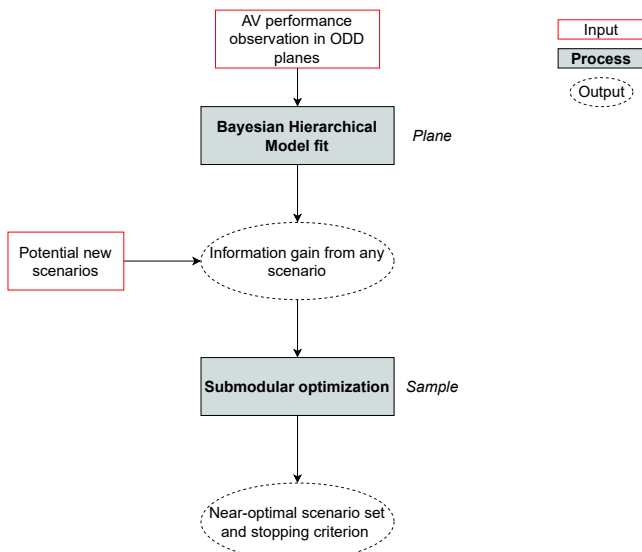 AV performance
observation in ODD
planes
Input
Process
Output
Bayesian Hierarchical
Model fit
Plane
Potential new
scenarios
Information gain from any
scenario
Submodular optimization
Sample
Near-optimal scenario set
and stopping criterion